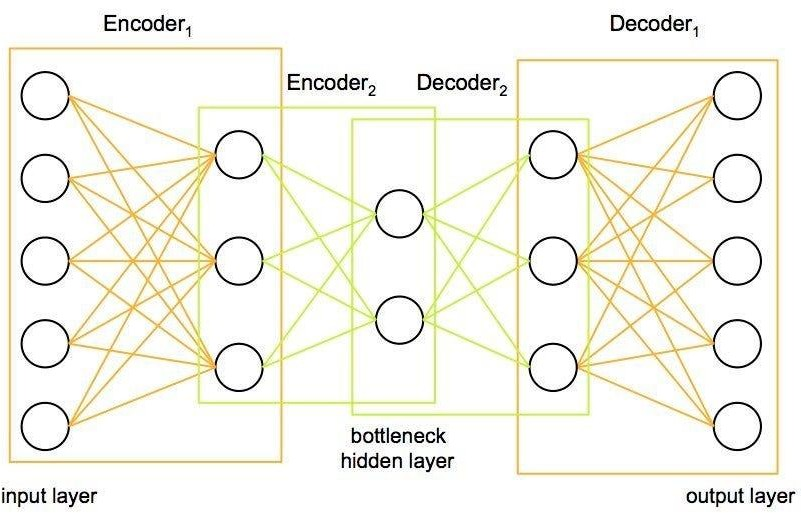 Encoder₁
Decoder₁
Encoder₂
Decoder₂
bottleneck
hidden layer
input layer
output layer